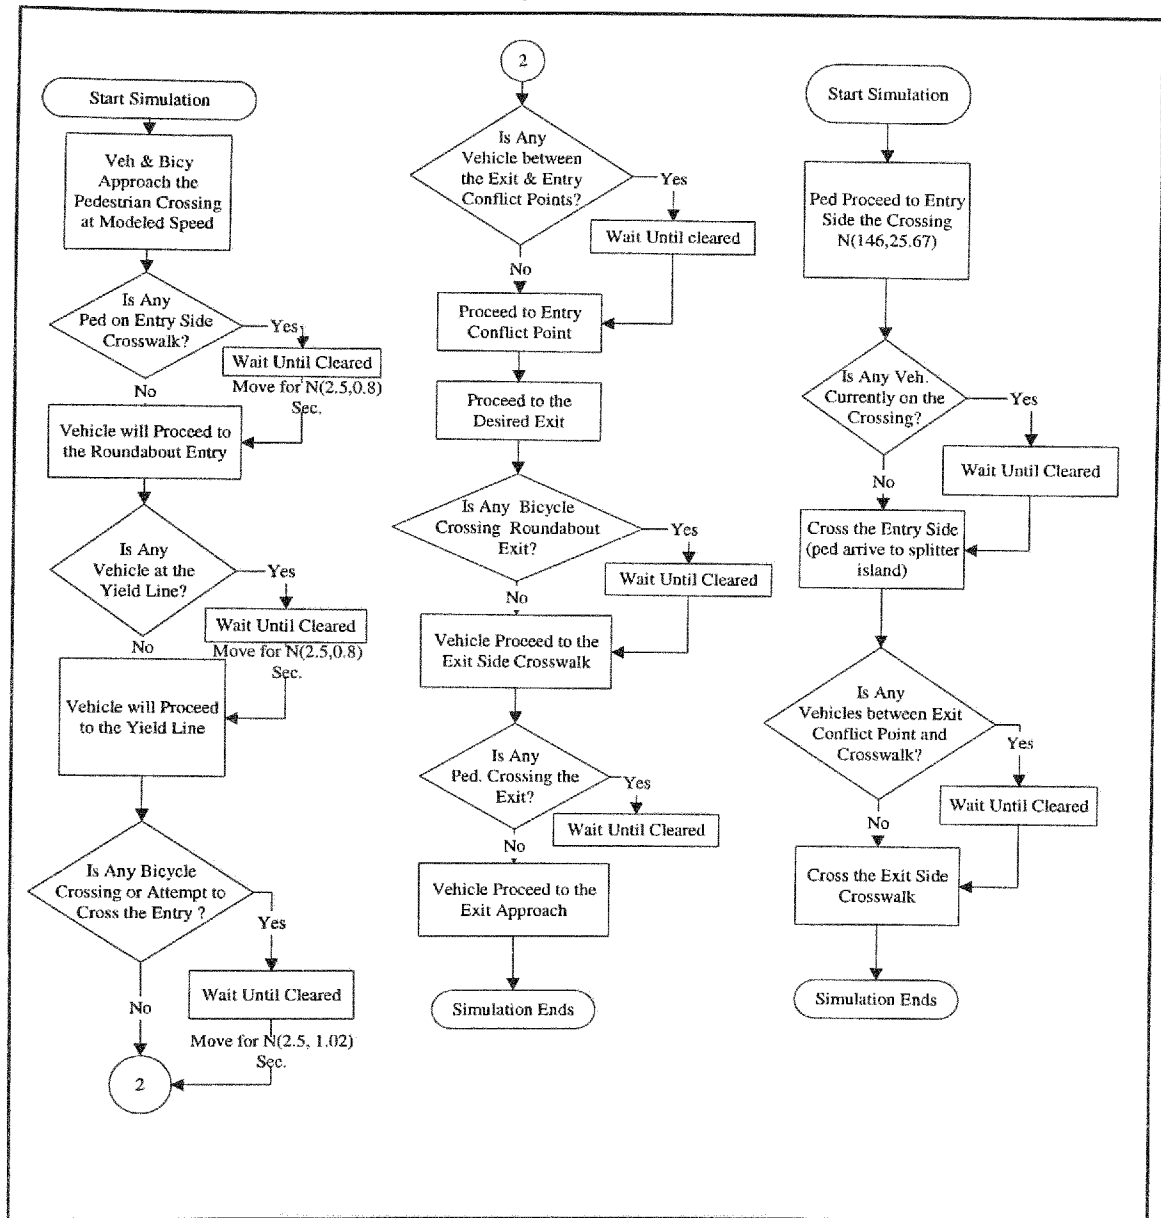 Start Simulation
Veh & Bicy
Approach the
Pedestrian Crossing
at Modeled Speed
Is Any
Ped on Entry Side
Crosswalk?
Yes
Wait Until Cleared
Move for N(2.5,0.8)
Sec.
No
Vehicle will Proceed to
the Roundabout Entry
Is Any
Vehicle at the
Yield Line?
Yes
Wait Until Cleared
Move for N(2.5,0.8)
Sec.
No
Vehicle will Proceed
to the Yield Line
Is Any Bicycle
Crossing or Attempt to
Cross the Entry ?
Yes
Wait Until Cleared
Move for N(2.5, 1.02)
Sec.
No
2
2
Is Any
Vehicle between
the Exit & Entry
Conflict Points?
Yes
Wait Until cleared
No
Proceed to Entry
Conflict Point
Proceed to the
Desired Exit
Is Any Bicycle
Crossing Roundabout
Exit?
Yes
Wait Until Cleared
No
Vehicle Proceed to the
Exit Side Crosswalk
Is Any
Ped. Crossing the
Exit?
Yes
Wait Until Cleared
No
Vehicle Proceed to the
Exit Approach
Simulation Ends
Start Simulation
Ped Proceed to Entry
Side the Crossing
N(146,25.67)
Is Any Veh.
Currently on the
Crossing?
Yes
Wait Until Cleared
No
Cross the Entry Side
(ped arrive to splitter
island)
Is Any
Vehicles between Exit
Conflict Point and
Crosswalk?
Yes
Wait Until Cleared
No
Cross the Exit Side
Crosswalk
Simulation Ends